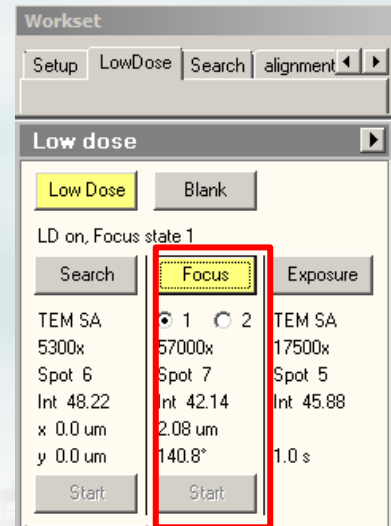 Workset
Setup LowDose Search alignment
Low dose
Low Dose Blank
LD on, Focus state 1
Search Focus Exposure
TEM SA 1 2 TEM SA
5300x 57000x 17500x
Spot 6 Spot 7 Spot 5
Int 48.22 Int 42.14 Int 45.88
x 0.0 um 2.08 um
y 0.0 um 140.8° 1.0 s
Start Start